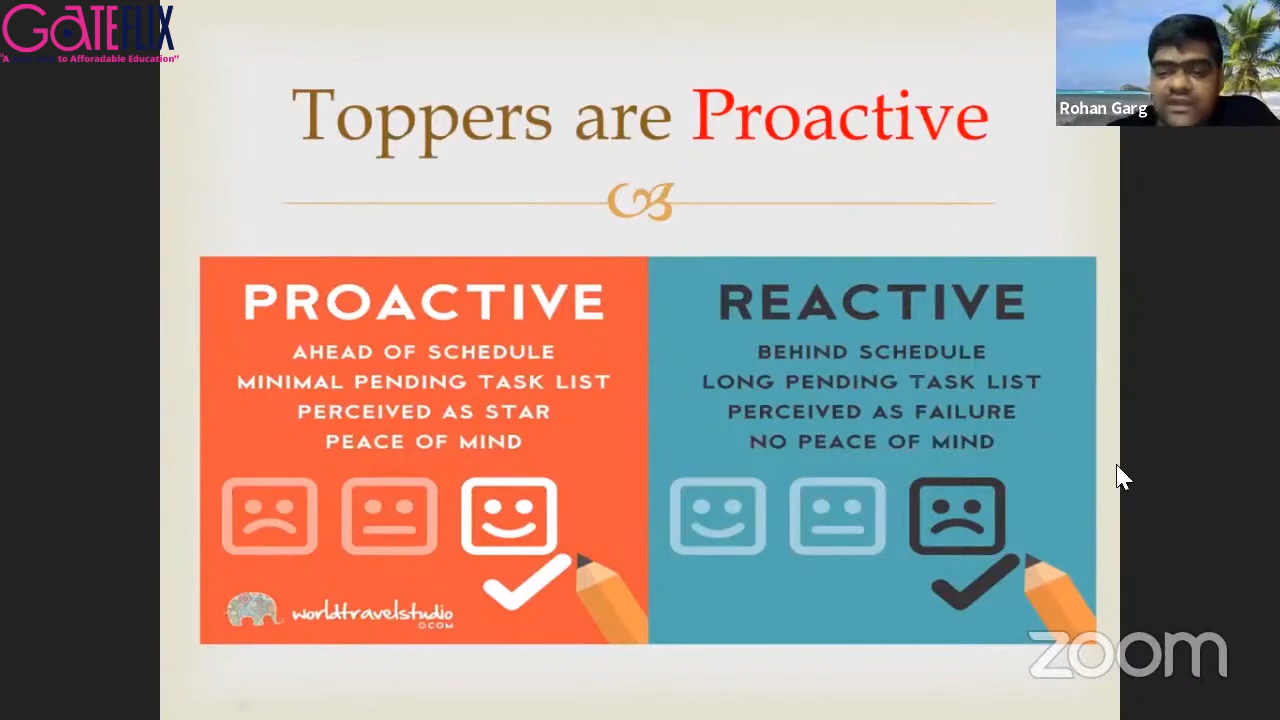 GATEFLIX
"A to Afforadable Education"
Toppers are Proactive
Rohan Garg
PROACTIVE
AHEAD OF SCHEDULE
MINIMAL PENDING TASK LIST
PERCEIVED AS STAR
PEACE OF MIND
worldtravelstudio
.COM
REACTIVE
BEHIND SCHEDULE
LONG PENDING TASK LIST
PERCEIVED AS FAILURE
NO PEACE OF MIND
zoom